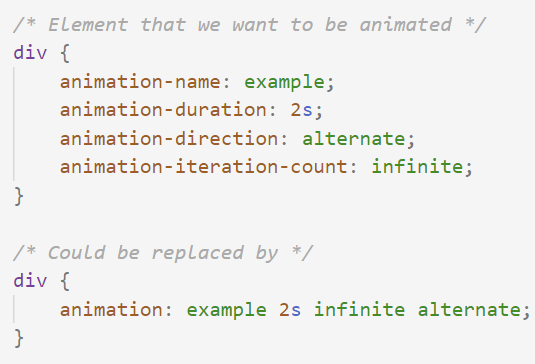 /* Element that we want to be animated */
div {
    animation-name: example;
    animation-duration: 2s;
    animation-direction: alternate;
    animation-iteration-count: infinite;
}
/* Could be replaced by */
div {
    animation: example 2s infinite alternate;
}